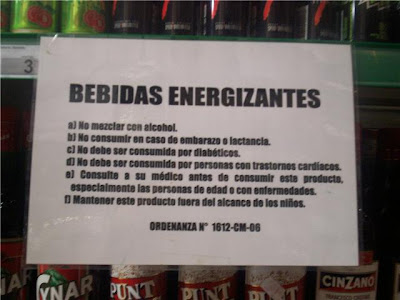 3
BEBIDAS ENERGIZANTES
a) No mezclar con alcohol.
b) No consumir en caso de embarazo o lactancia.
c) No debe ser consumida por diabéticos.
d) No debe ser consumida por personas con trastornos cardíacos.
e) Consulte a su médico antes de consumir este producto,
especialmente las personas de edad o con enfermedades.
f) Mantener este producto fuera del alcance de los niños.
ORDENANZA N° 1612-CM-06
YNAR PUNT PUNT PUNT CINZANO